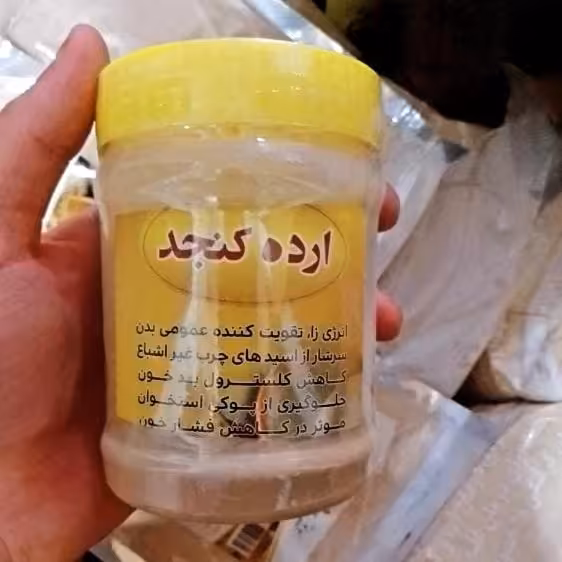 ارده کنجد
انرژی زا، تقویت کننده عمومی بدن
سرشار از اسید های چرب غیر اشباع
کاهش کلسترول بد خون
جلوگیری از پوکی استخوان
موثر در کاهش فشار خون